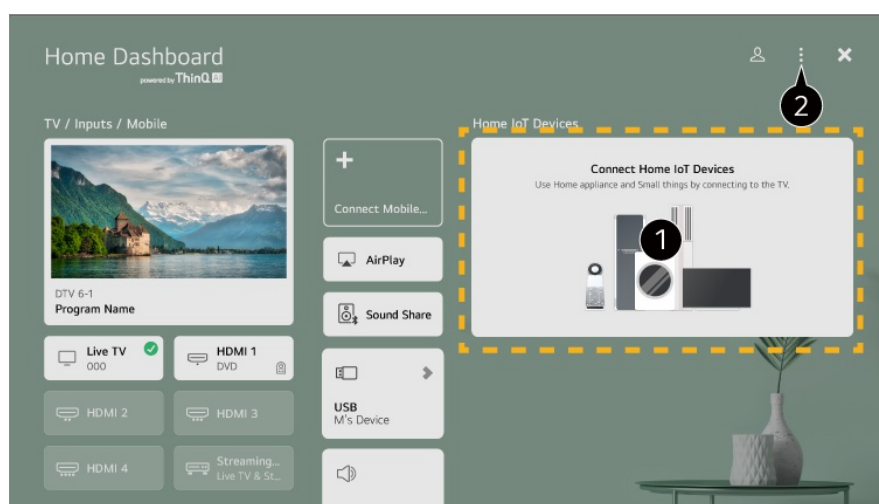 Home Dashboard
powered by ThinQ AI
2
TV / Inputs / Mobile
Home IoT Devices
Connect Mobile...
AirPlay
Sound Share
USB
M's Device
Connect Home IoT Devices
Use Home appliance and Small things by connecting to the TV.
1
DTV 6-1
Program Name
Live TV
000
HDMI 1
DVD
HDMI 2
HDMI 3
HDMI 4
Streaming...
Live TV & St...